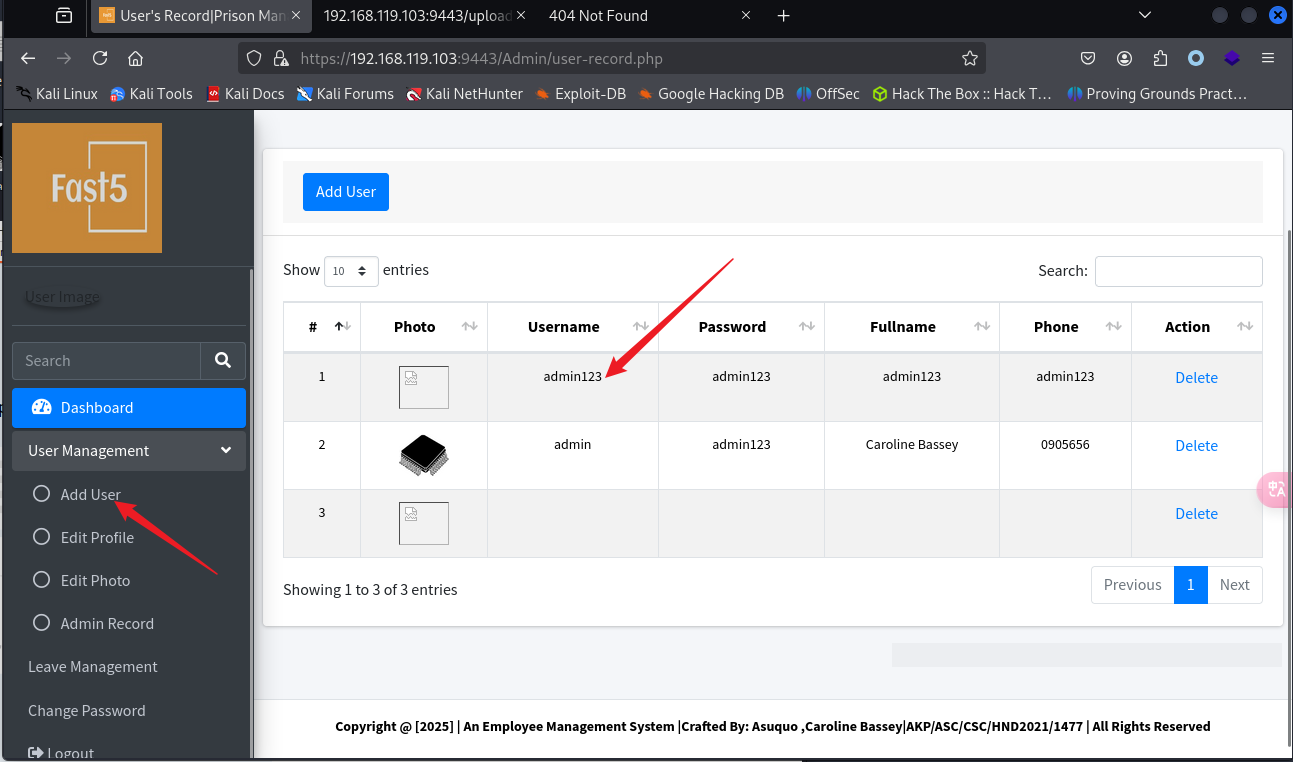 User's Record|Prison Man
192.168.119.103:9443/upload
404 Not Found
https://192.168.119.103:9443/Admin/user-record.php
Kali Linux
Kali Tools
Kali Docs
Kali Forums
Kali NetHunter
Exploit-DB
Google Hacking DB
OffSec
Hack The Box :: Hack T…
Proving Grounds Pract…
Fast5
User Image
Search
Dashboard
User Management
Add User
Edit Profile
Edit Photo
Admin Record
Leave Management
Change Password
Logout
Add User
Show 10 entries
Search:
# Photo Username Password Fullname Phone Action
1 admin123 admin123 admin123 admin123 Delete
2 admin admin123 Caroline Bassey 0905656 Delete
3 Delete
Showing 1 to 3 of 3 entries
Previous 1 Next
中A
Copyright @ [2025] | An Employee Management System |Crafted By: Asuquo ,Caroline Bassey|AKP/ASC/CSC/HND2021/1477 | All Rights Reserved